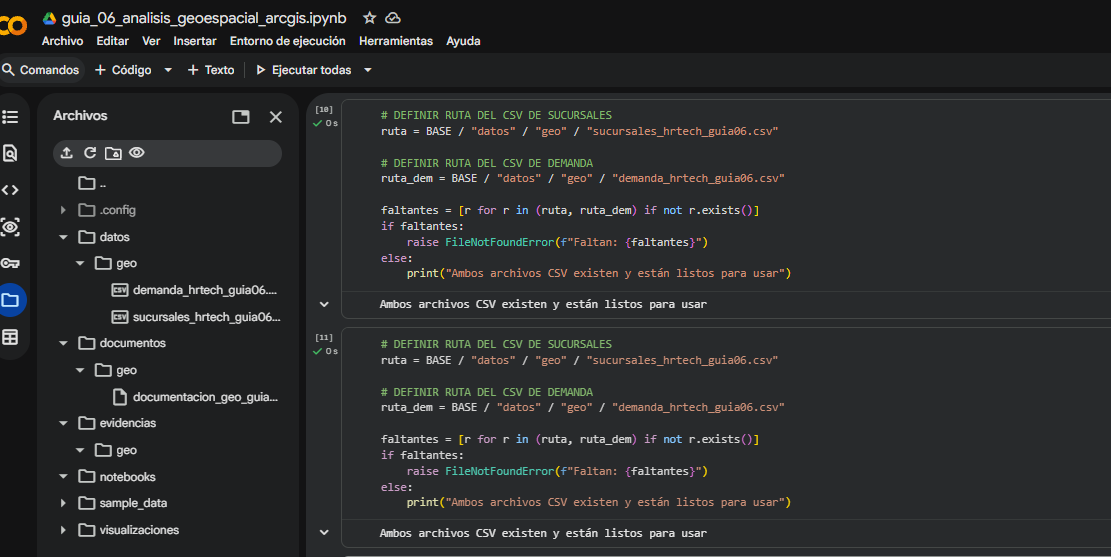 guia_06_analisis_geoespacial_arcgis.ipynb
Archivo Editar Ver Insertar Entorno de ejecución Herramientas Ayuda
Comandos + Código + Texto Ejecutar todas
Archivos
..
.config
datos
geo
demanda_hrtech_guia06....
sucursales_hrtech_guia06...
documentos
geo
documentacion_geo_guia...
evidencias
geo
notebooks
sample_data
visualizaciones
[10]
0 s
# DEFINIR RUTA DEL CSV DE SUCURSALES
ruta = BASE / "datos" / "geo" / "sucursales_hrtech_guia06.csv"
# DEFINIR RUTA DEL CSV DE DEMANDA
ruta_dem = BASE / "datos" / "geo" / "demanda_hrtech_guia06.csv"
faltantes = [r for r in (ruta, ruta_dem) if not r.exists()]
if faltantes:
raise FileNotFoundError(f"Faltan: {faltantes}")
else:
print("Ambos archivos CSV existen y están listos para usar")
Ambos archivos CSV existen y están listos para usar
[11]
0 s
# DEFINIR RUTA DEL CSV DE SUCURSALES
ruta = BASE / "datos" / "geo" / "sucursales_hrtech_guia06.csv"
# DEFINIR RUTA DEL CSV DE DEMANDA
ruta_dem = BASE / "datos" / "geo" / "demanda_hrtech_guia06.csv"
faltantes = [r for r in (ruta, ruta_dem) if not r.exists()]
if faltantes:
raise FileNotFoundError(f"Faltan: {faltantes}")
else:
print("Ambos archivos CSV existen y están listos para usar")
Ambos archivos CSV existen y están listos para usar